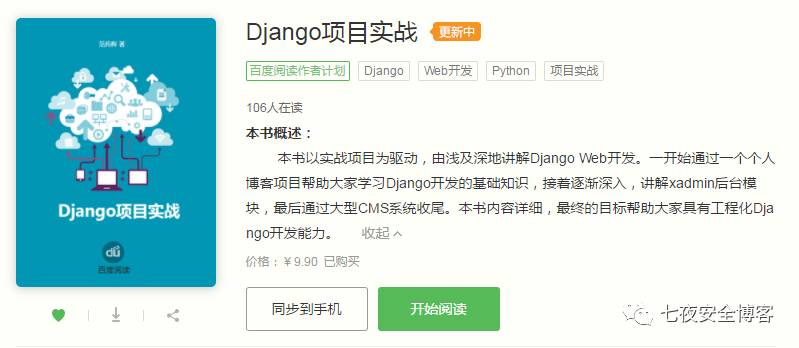 Django项目实战
更新中
百度阅读作者计划
Django
Web开发
Python
项目实战
106人在读
本书概述：
本书以实战项目为驱动，由浅及深地讲解Django Web开发。一开始通过一个个人
博客项目帮助大家学习Django开发的基础知识，接着逐渐深入，讲解xadmin后台模
块，最后通过大型CMS系统收尾。本书内容详细，最终的目标帮助大家具有工程化Dja
ngo开发能力。 收起
价格：￥9.90 已购买
同步到手机
开始阅读
Django项目实战
du
百度阅读
七夜安全博客